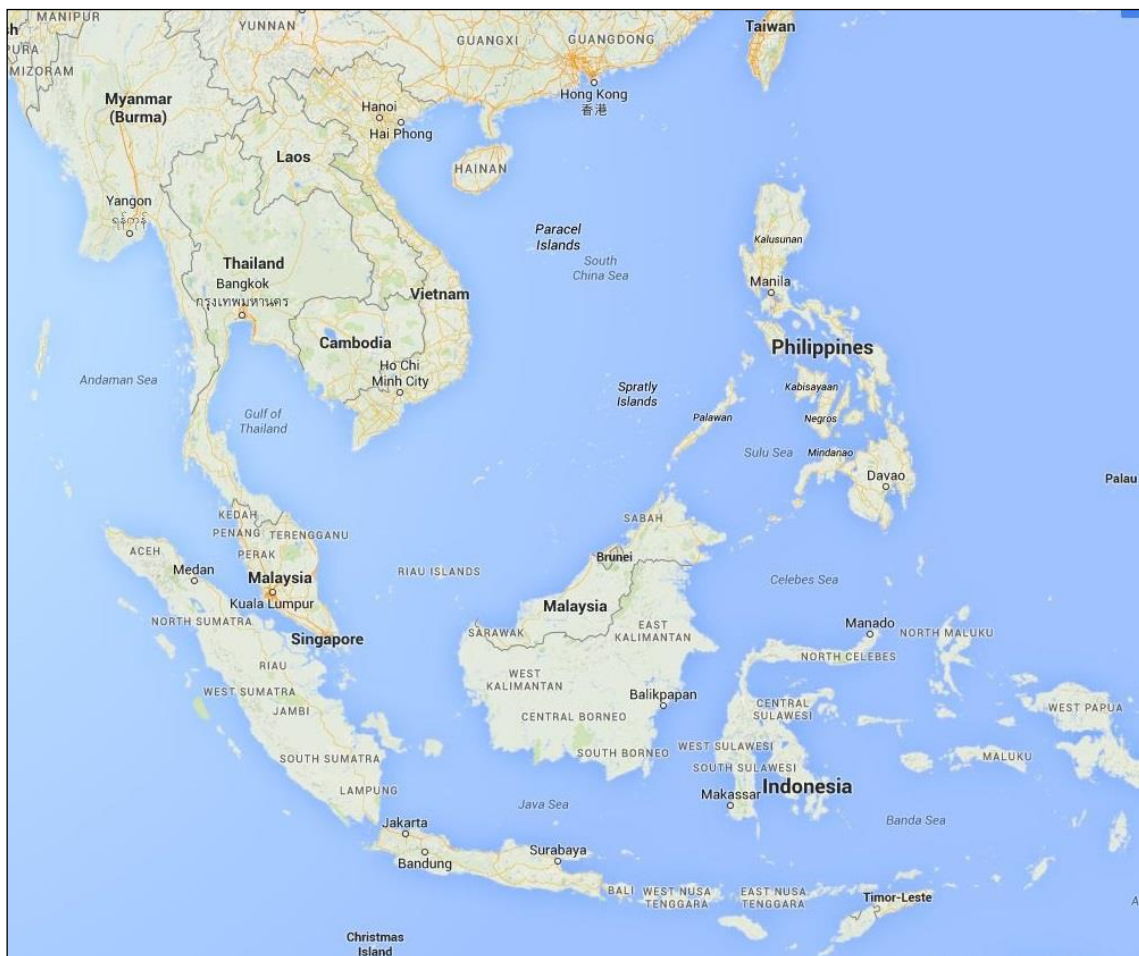 MANIPUR
sh
PURA
MIZORAM
YUNNAN
GUANGXI
GUANGDONG
Taiwan
Myanmar
(Burma)
Hanoi
Hai Phong
Hong Kong
香港
Laos
HAINAN
Yangon
ရန်ကုန်
Paracel
Islands
South
China Sea
Kalusunan
Thailand
Bangkok
กรุงเทพมหานคร
Vietnam
Manila
Cambodia
Philippines
Ho Chi
Minh City
Andaman Sea
Spratly
Islands
Kabisayaan
Gulf of
Thailand
Palawan
Negros
Sulu Sea
Mindanao
Davao
Palau
KEDAH
PENANG
TERENGGANU
SABAH
ACEH
PERAK
Brunei
Medan
Malaysia
RIAU ISLANDS
Celebes Sea
Kuala Lumpur
Malaysia
NORTH SUMATRA
Singapore
SARAWAK
EAST
KALIMANTAN
Manado
NORTH MALUKU
RIAU
NORTH CELEBES
WEST
KALIMANTAN
WEST SUMATRA
Balikpapan
JAMBI
CENTRAL
SULAWESI
WEST PAPUA
CENTRAL BORNEO
SOUTH SUMATRA
SOUTH BORNEO
WEST SULAWESI
MALUKU
SOUTH SULAWESI
LAMPUNG
Makassar
Indonesia
Java Sea
Banda Sea
Jakarta
Bandung
Surabaya
BALI
WEST NUSA
TENGGARA
EAST NUSA
TENGGARA
Timor-Leste
A
Christmas
Island